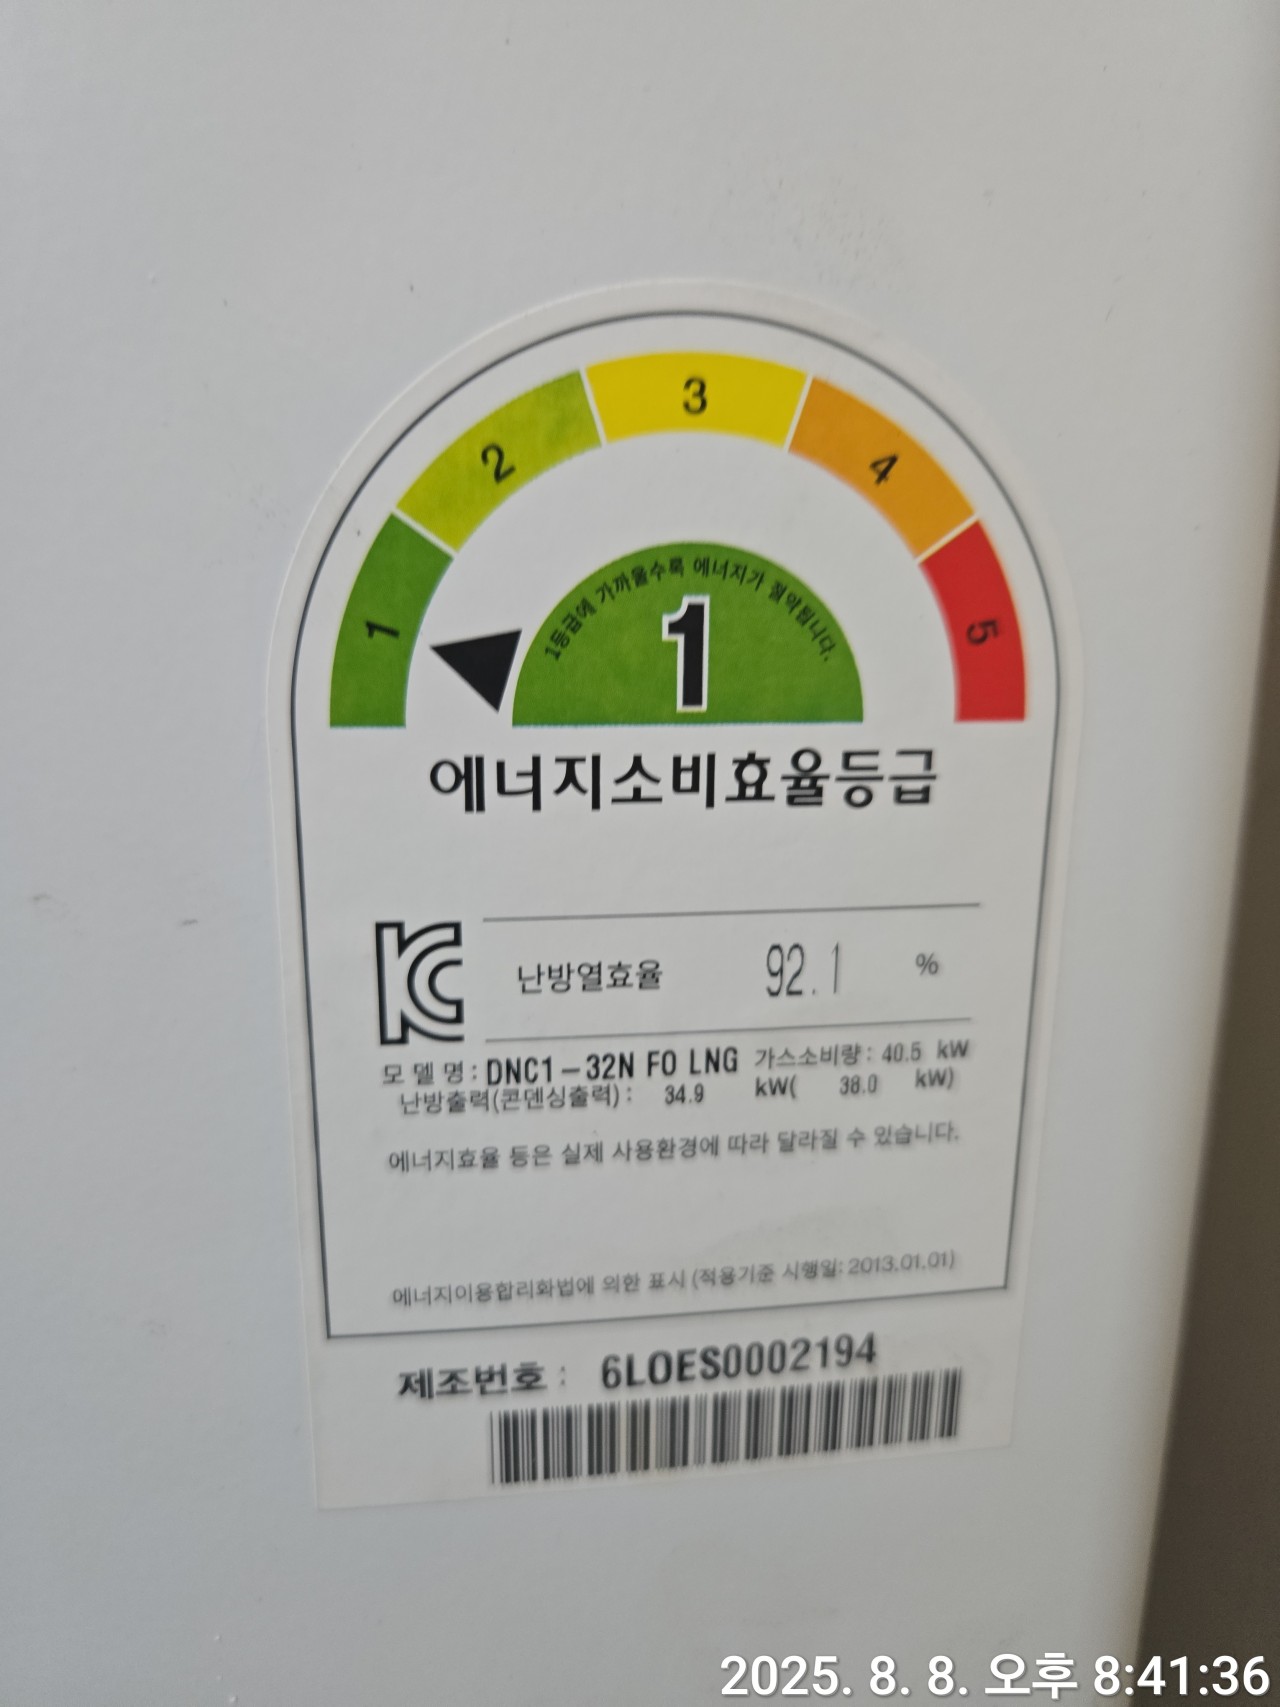 1
2
3
4
5
1등급에 가까울수록 에너지가 절약됩니다.
1
에너지소비효율등급
난방열효율 92.1 %
모 델 명 : DNC1-32N FO LNG 가스소비량 : 40.5 kW
난방출력(콘덴싱출력) : 34.9 kW( 38.0 kW)
에너지효율 등은 실제 사용환경에 따라 달라질 수 있습니다.
에너지이용합리화법에 의한 표시 (적용기준 시행일: 2013.01.01)
제조번호 : 6LOES0002194
2025. 8. 8. 오후 8:41:36